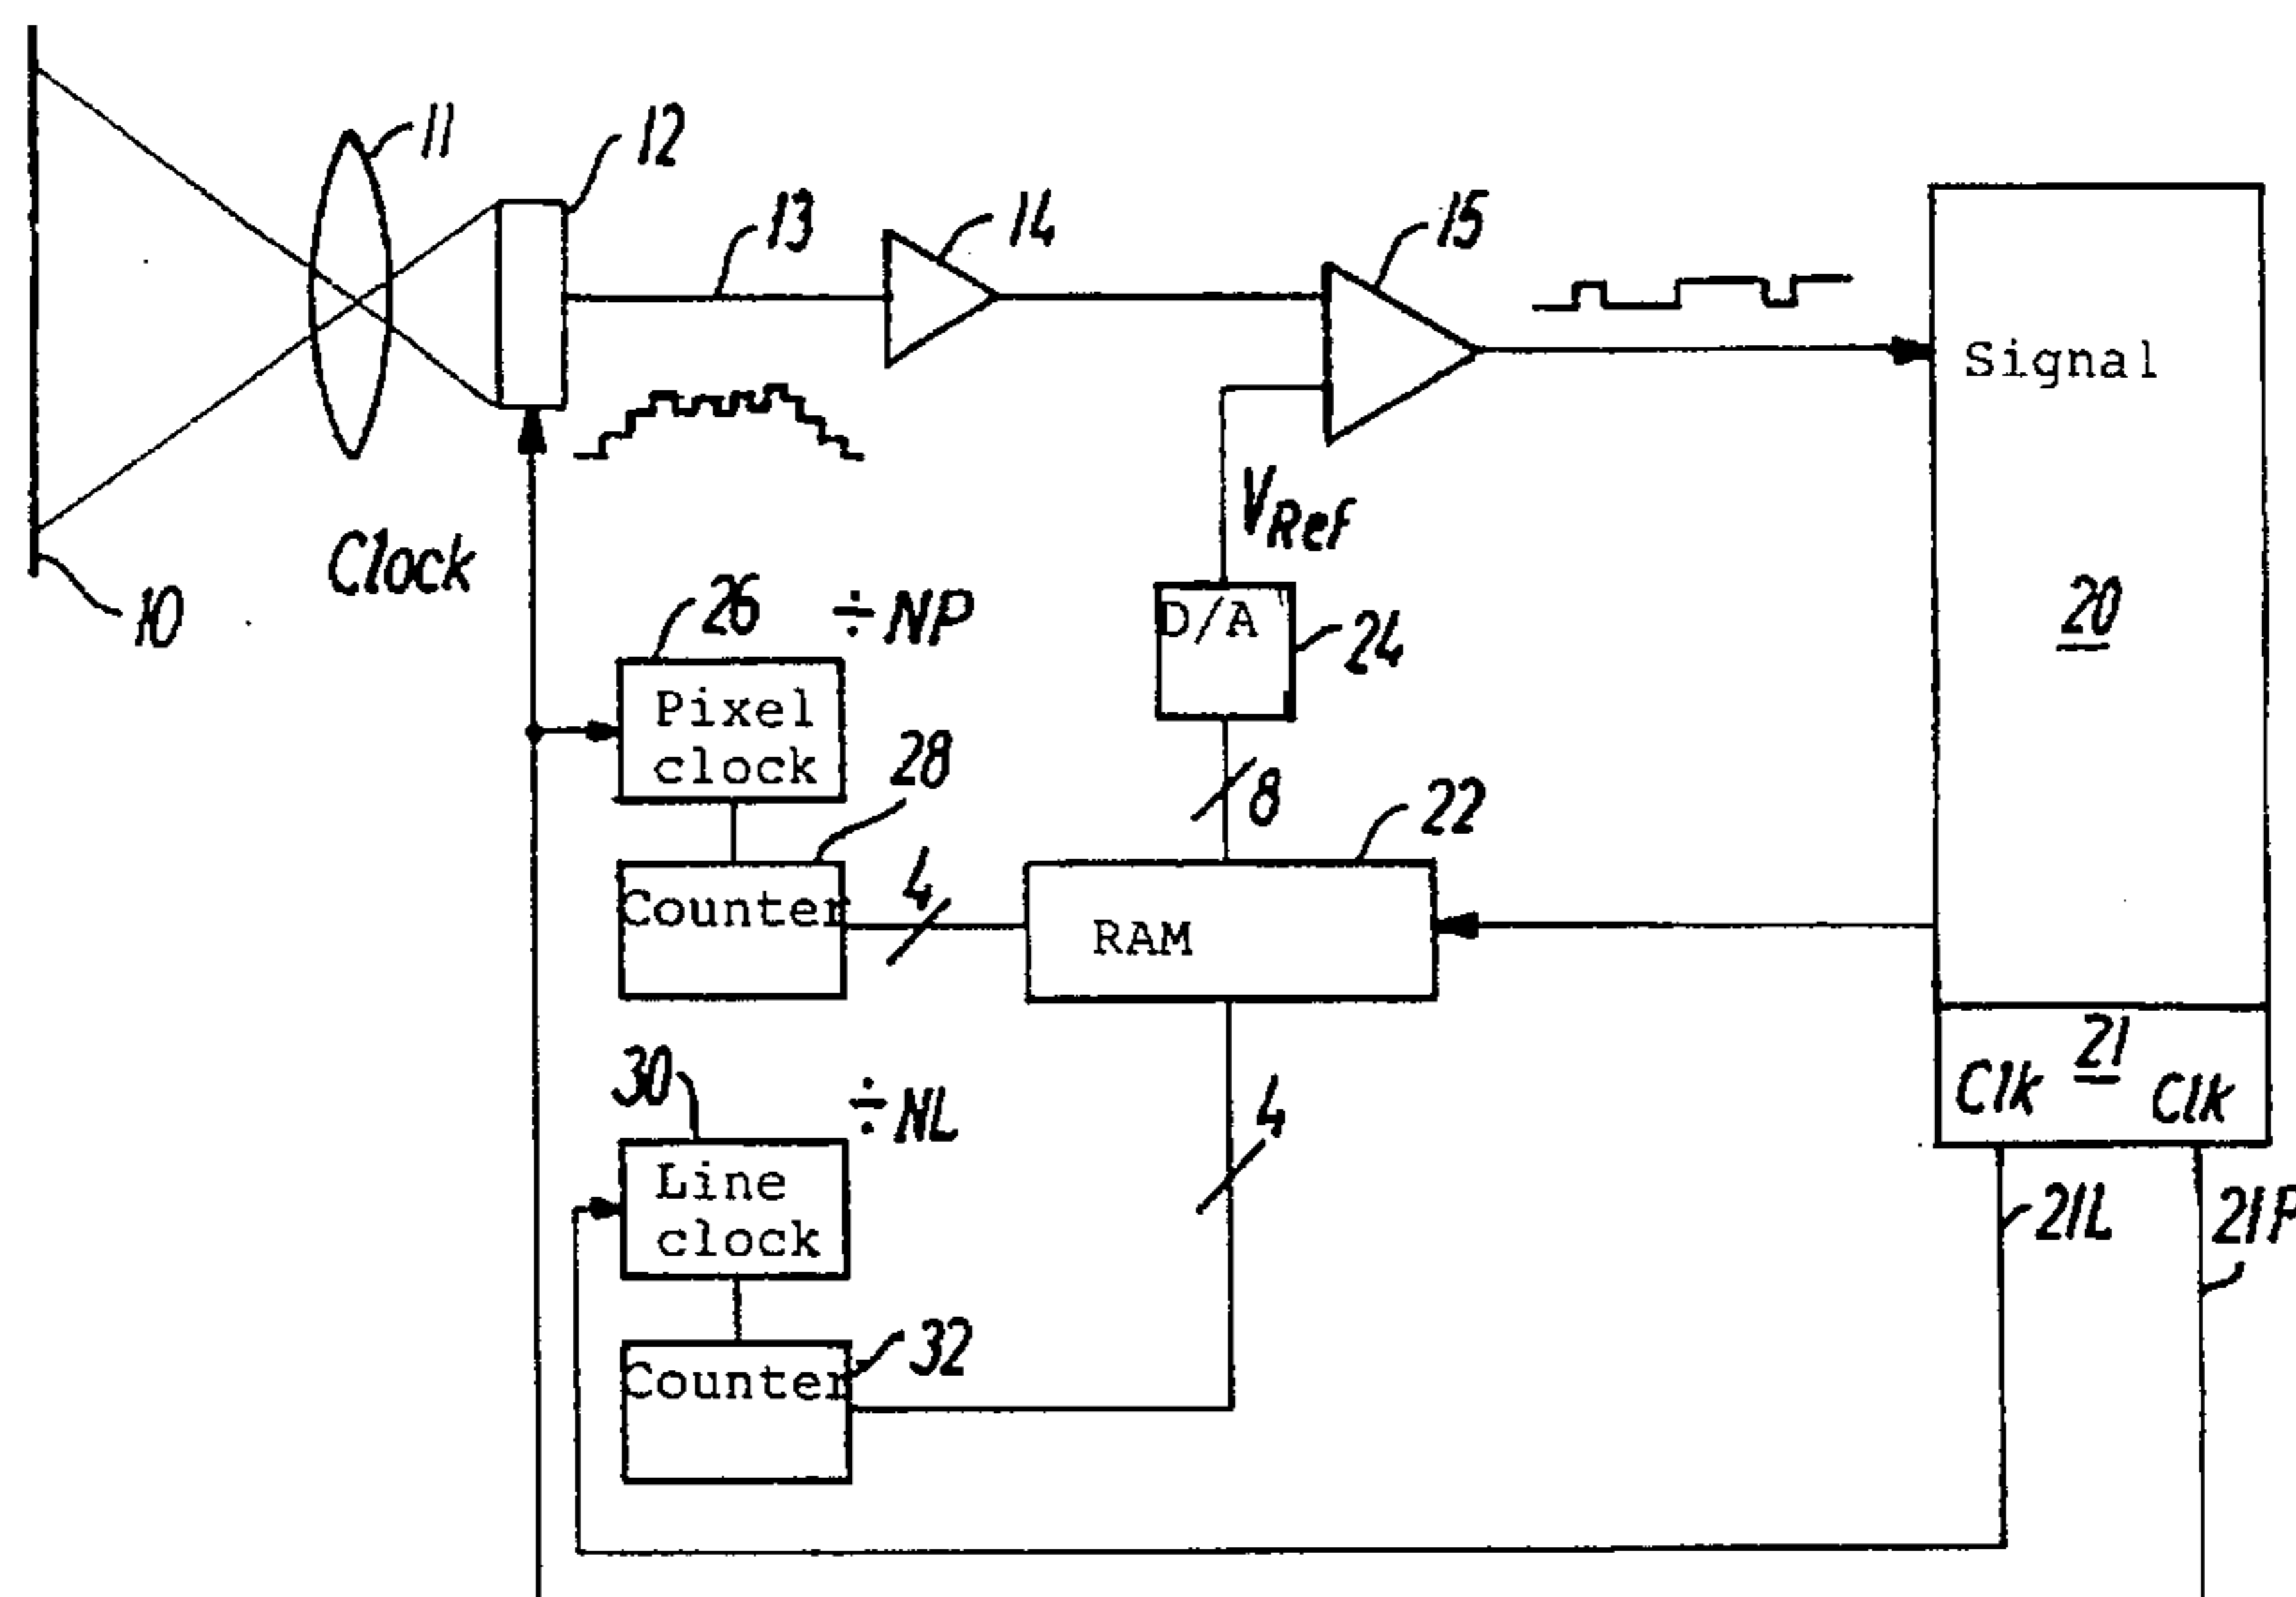 11
12
13
14
15
Signal
10
Clock
VRef
20
26
÷NP
D/A
24
Pixel
clock
28
8
22
Counter
4
RAM
21
Clk
Clk
30
÷NL
4
Line
clock
21L
21P
32
Counter